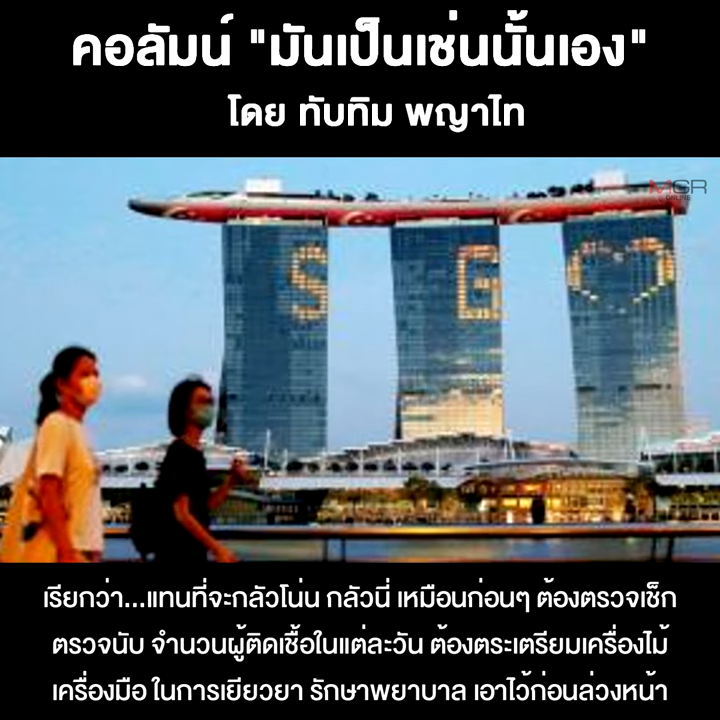 คอลัมน์ "มันเป็นเช่นนั้นเอง"
โดย ทับทิม พญาไท
MGR
ONLINE
S G
เรียกว่า...แทนที่จะกลัวโน่น กลัวนี่ เหมือนก่อนๆ ต้องตรวจเช็ก
ตรวจนับ จำนวนผู้ติดเชื้อในแต่ละวัน ต้องตระเตรียมเครื่องไม้
เครื่องมือ ในการเยียวยา รักษาพยาบาล เอาไว้ก่อนล่วงหน้า